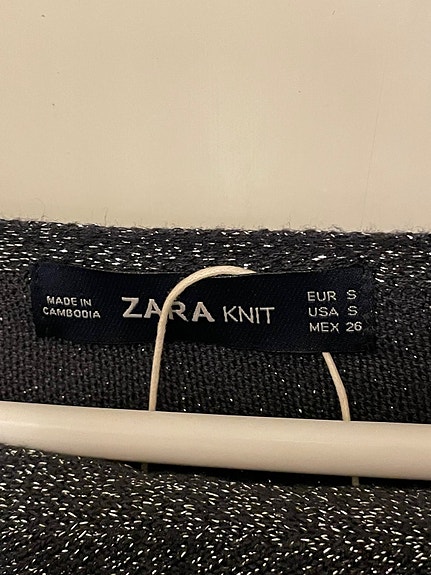 MADE IN
CAMBODIA
ZARA KNIT
EUR S
USA S
MEX 26